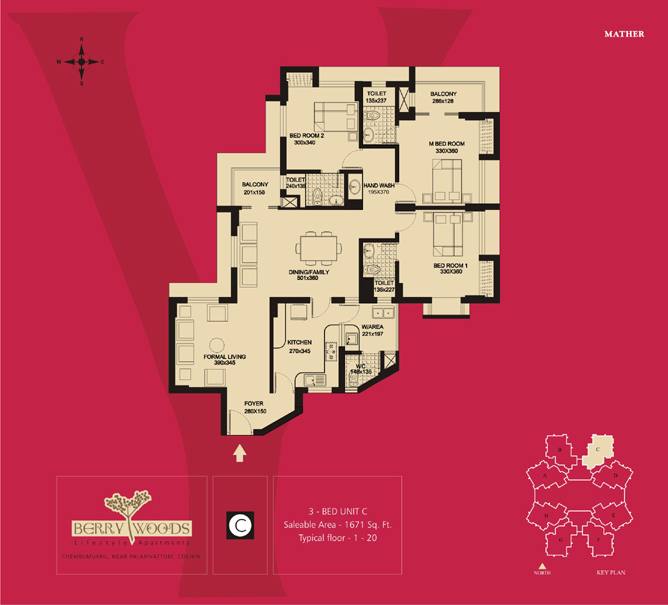 MATHER
N
W E
S
TOILET
135x237
BALCONY
286x128
BED ROOM 2
300x340
M BED ROOM
330X360
TOILET
240x138
BALCONY
201x158
HAND WASH
195X370
DINING/FAMILY
501x360
BED ROOM 1
330X360
TOILET
136x227
KITCHEN
270x345
W/AREA
221x197
FORMAL LIVING
390x345
WC
148x135
FOYER
280X150
B C
A D
H E
G F
NORTH
KEY PLAN
BERRY WOODS
Lifestyle Apartments
CHEMBUMUKKU, NEAR PALARIVATTOM, COCHIN
C
3 - BED UNIT C
Saleable Area - 1671 Sq. Ft.
Typical floor - 1 - 20